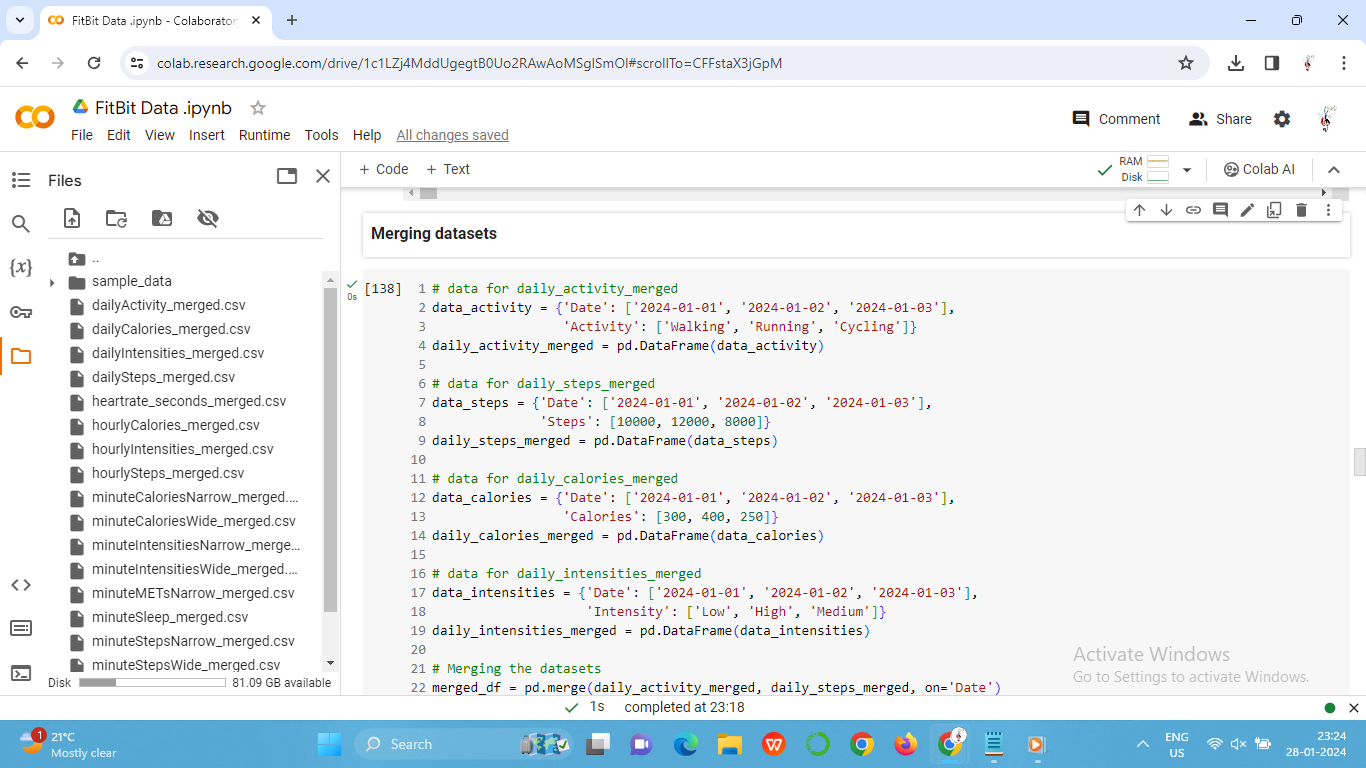 FitBit Data .ipynb - Colaborator
colab.research.google.com/drive/1c1LZj4MddUgegtB0Uo2RAwAoMSglSmOl#scrollTo=CFFstaX3jGpM
FitBit Data .ipynb
File Edit View Insert Runtime Tools Help All changes saved
Comment Share
Files
+ Code + Text
RAM
Disk
Colab AI
..
sample_data
dailyActivity_merged.csv
dailyCalories_merged.csv
dailyIntensities_merged.csv
dailySteps_merged.csv
heartrate_seconds_merged.csv
hourlyCalories_merged.csv
hourlyIntensities_merged.csv
hourlySteps_merged.csv
minuteCaloriesNarrow_merged....
minuteCaloriesWide_merged.csv
minuteIntensitiesNarrow_merge...
minuteIntensitiesWide_merged....
minuteMETsNarrow_merged.csv
minuteSleep_merged.csv
minuteStepsNarrow_merged.csv
minuteStepsWide_merged.csv
Disk 81.09 GB available
Merging datasets
[138]
0s
1 # data for daily_activity_merged
2 data_activity = {'Date': ['2024-01-01', '2024-01-02', '2024-01-03'],
3 'Activity': ['Walking', 'Running', 'Cycling']}
4 daily_activity_merged = pd.DataFrame(data_activity)
5
6 # data for daily_steps_merged
7 data_steps = {'Date': ['2024-01-01', '2024-01-02', '2024-01-03'],
8 'Steps': [10000, 12000, 8000]}
9 daily_steps_merged = pd.DataFrame(data_steps)
10
11 # data for daily_calories_merged
12 data_calories = {'Date': ['2024-01-01', '2024-01-02', '2024-01-03'],
13 'Calories': [300, 400, 250]}
14 daily_calories_merged = pd.DataFrame(data_calories)
15
16 # data for daily_intensities_merged
17 data_intensities = {'Date': ['2024-01-01', '2024-01-02', '2024-01-03'],
18 'Intensity': ['Low', 'High', 'Medium']}
19 daily_intensities_merged = pd.DataFrame(data_intensities)
20
21 # Merging the datasets
22 merged_df = pd.merge(daily_activity_merged, daily_steps_merged, on='Date')
Activate Windows
Go to Settings to activate Windows.
1s completed at 23:18
1
21°C
Mostly clear
Search
ENG
US
23:24
28-01-2024